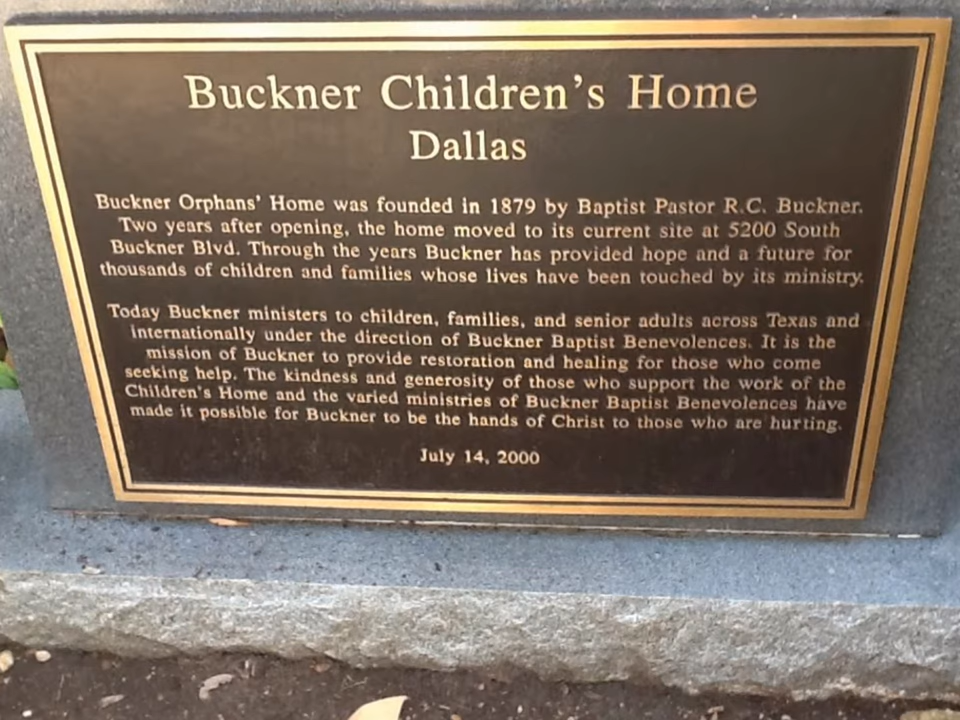 Buckner Children's Home
Dallas
Buckner Orphans' Home was founded in 1879 by Baptist Pastor R.C. Buckner.
Two years after opening, the home moved to its current site at 5200 South
Buckner Blvd. Through the years Buckner has provided hope and a future for
thousands of children and families whose lives have been touched by its ministry.
Today Buckner ministers to children, families, and senior adults across Texas and
internationally under the direction of Buckner Baptist Benevolences. It is the
mission of Buckner to provide restoration and healing for those who come
seeking help. The kindness and generosity of those who support the work of the
Children's Home and the varied ministries of Buckner Baptist Benevolences have
made it possible for Buckner to be the hands of Christ to those who are hurting.
July 14, 2000